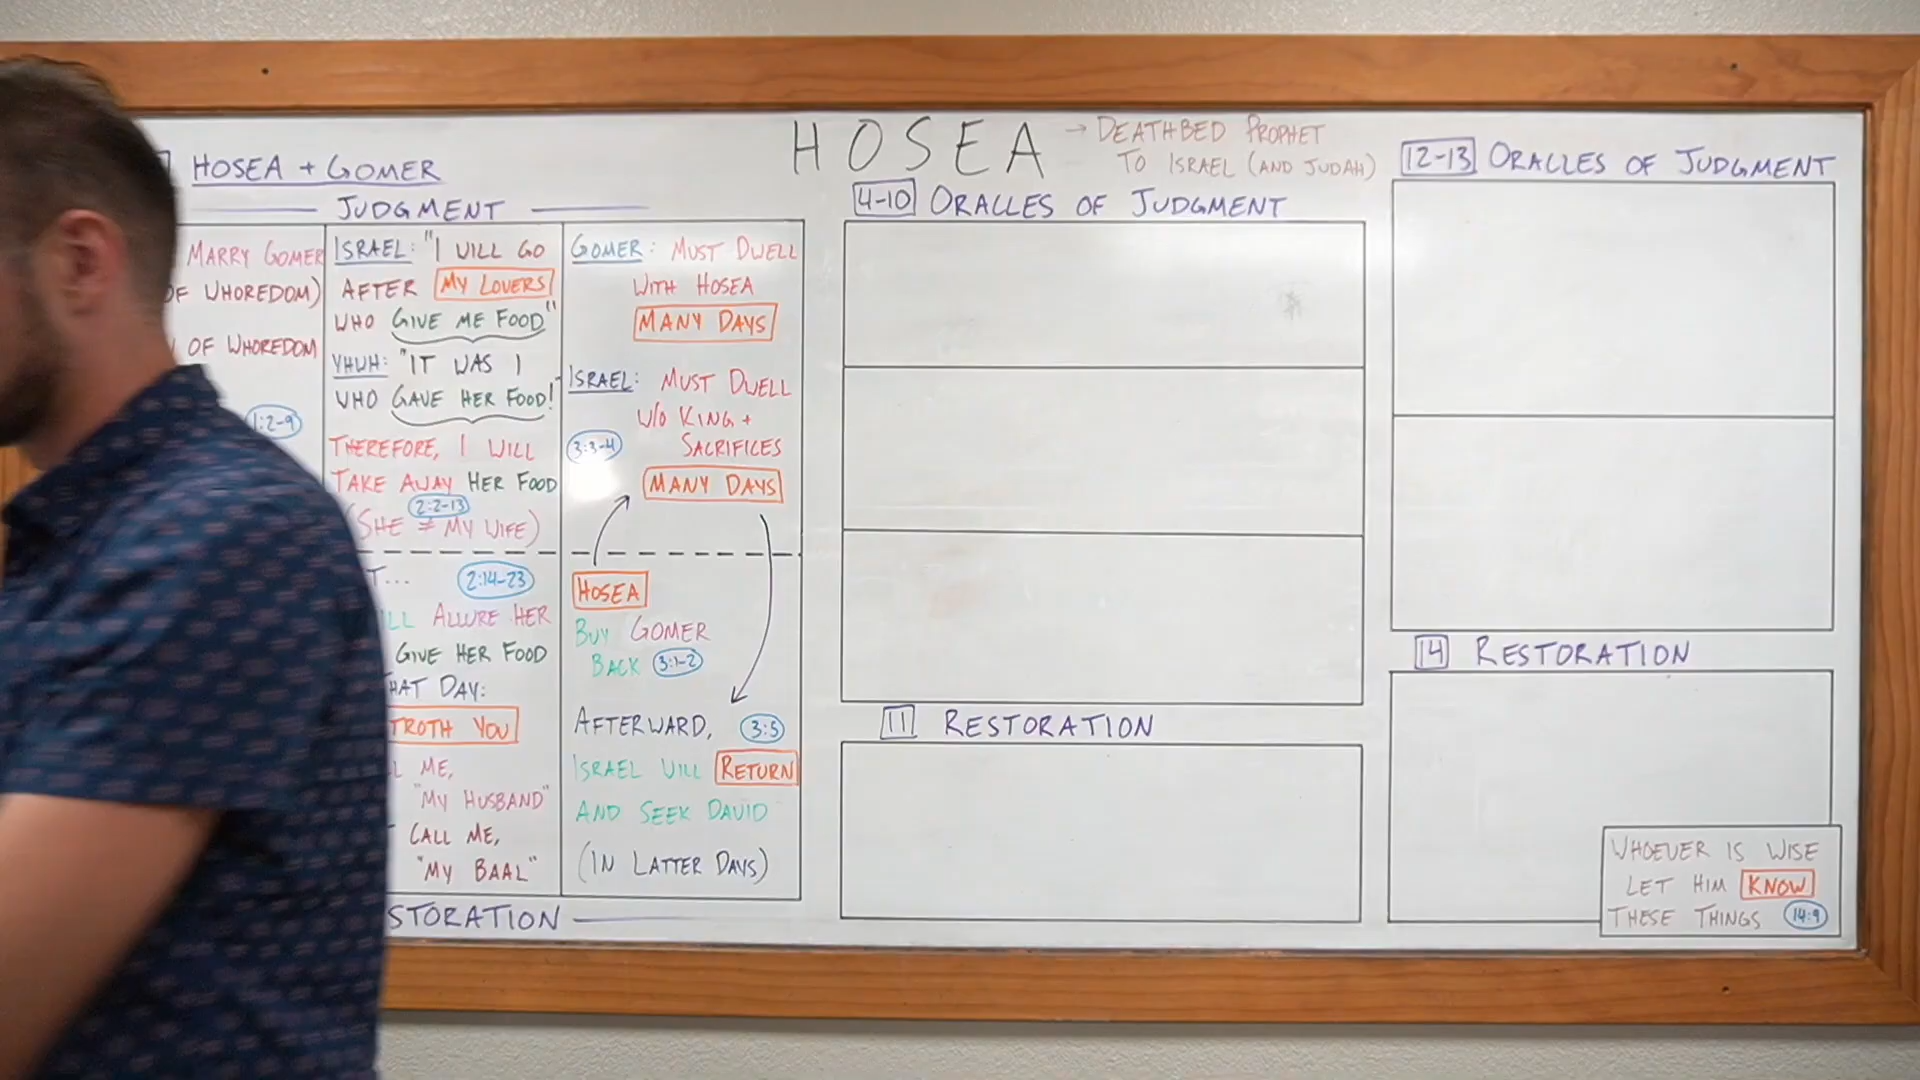 HOSEA → DEATHBED PROPHET
TO ISRAEL (AND JUDAH)
HOSEA + GOMER
JUDGMENT
MARRY GOMER
OF WHOREDOM)
OF WHOREDOM
1:2-9
ISRAEL: "I WILL GO
AFTER MY LOVERS
WHO GIVE ME FOOD"
YHWH: "IT WAS I
WHO GAVE HER FOOD!"
THEREFORE, I WILL
TAKE AWAY HER FOOD
2:2-13
(SHE ≠ MY WIFE)
2:14-23
ALLURE HER
GIVE HER FOOD
DAY:
TROTH YOU
ME,
"MY HUSBAND"
CALL ME,
"MY BAAL"
GOMER: MUST DWELL
WITH HOSEA
MANY DAYS
ISRAEL: MUST DWELL
W/O KING +
3:3-4 SACRIFICES
MANY DAYS
HOSEA
BUY GOMER
BACK 3:1-2
AFTERWARD, 3:5
ISRAEL WILL RETURN
AND SEEK DAVID
(IN LATTER DAYS)
STORATION
4-10 ORACLES OF JUDGMENT
11 RESTORATION
12-13 ORACLES OF JUDGMENT
14 RESTORATION
WHOEVER IS WISE
LET HIM KNOW
THESE THINGS 14:9